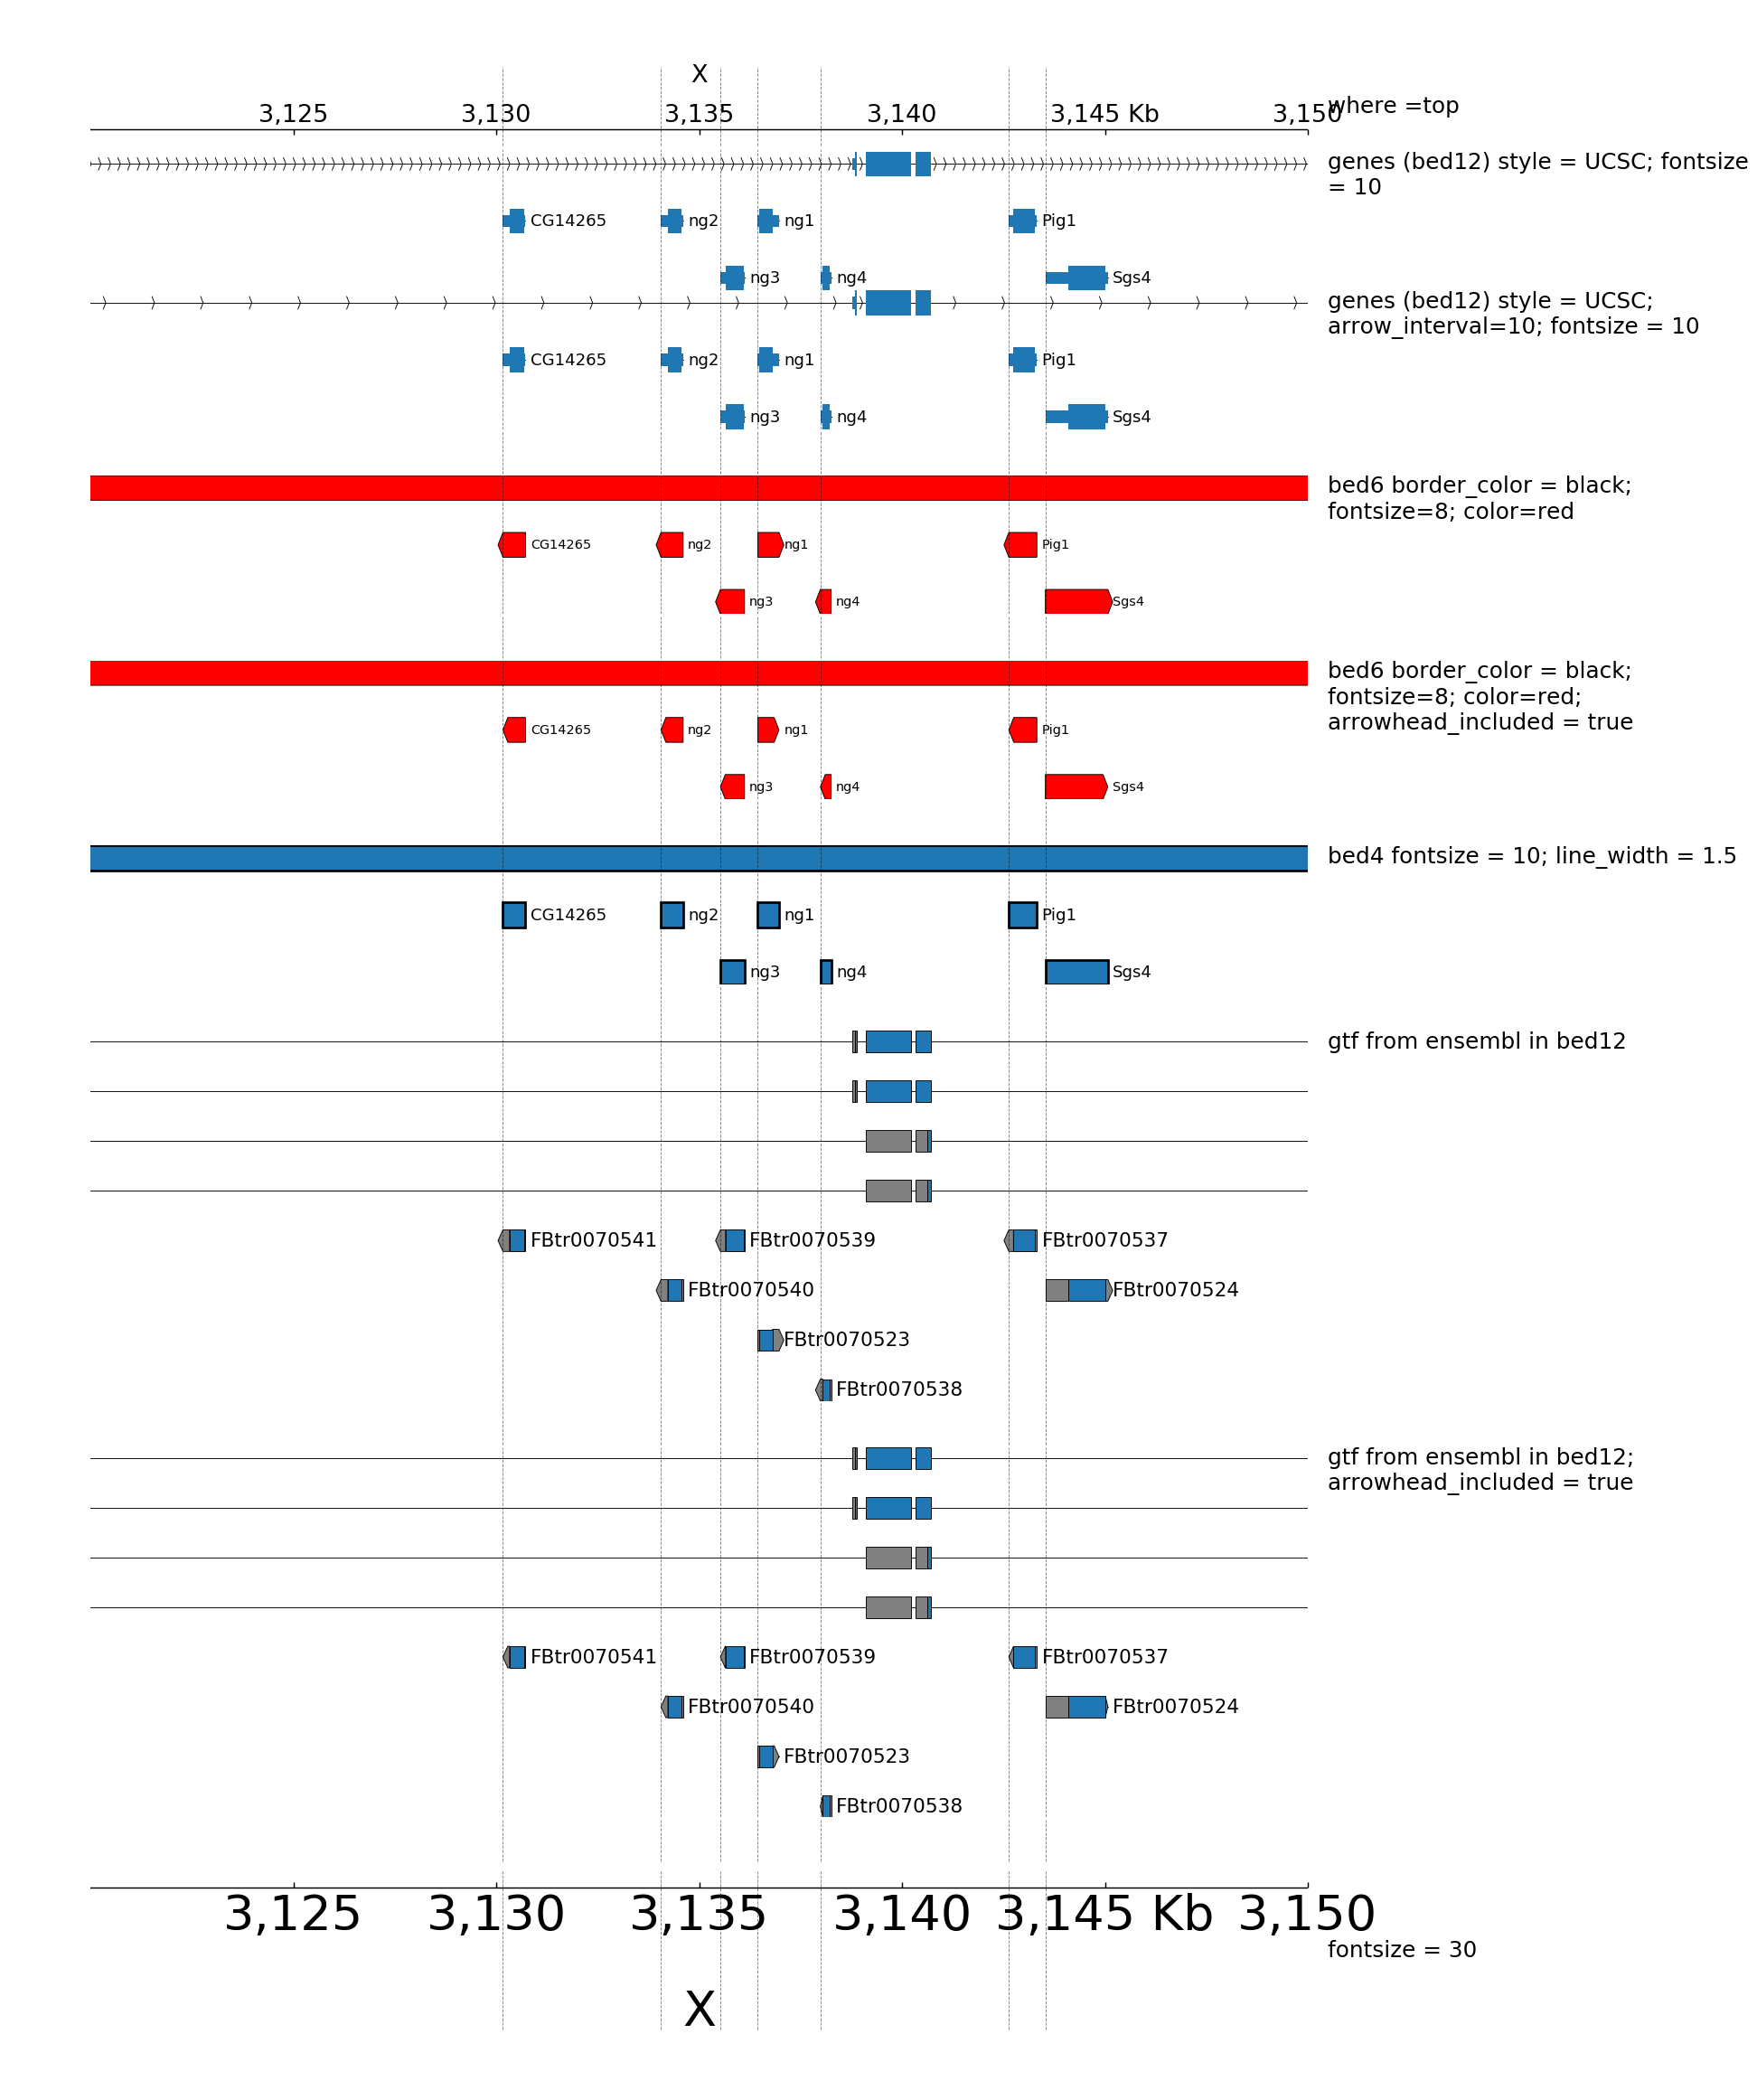 X
3,125 3,130 3,135 3,140 3,145 Kb 3,150
where =top
genes (bed12) style = UCSC; fontsize
= 10
CG14265 ng2 ng1 Pig1
ng3 ng4 Sgs4
genes (bed12) style = UCSC;
arrow_interval=10; fontsize = 10
CG14265 ng2 ng1 Pig1
ng3 ng4 Sgs4
bed6 border_color = black;
fontsize=8; color=red
CG14265 ng2 ng1 Pig1
ng3 ng4 Sgs4
bed6 border_color = black;
fontsize=8; color=red;
arrowhead_included = true
CG14265 ng2 ng1 Pig1
ng3 ng4 Sgs4
bed4 fontsize = 10; line_width = 1.5
CG14265 ng2 ng1 Pig1
ng3 ng4 Sgs4
gtf from ensembl in bed12
FBtr0070541 FBtr0070539 FBtr0070537
FBtr0070540 FBtr0070524
FBtr0070523
FBtr0070538
gtf from ensembl in bed12;
arrowhead_included = true
FBtr0070541 FBtr0070539 FBtr0070537
FBtr0070540 FBtr0070524
FBtr0070523
FBtr0070538
3,125 3,130 3,135 3,140 3,145 Kb 3,150
fontsize = 30
X